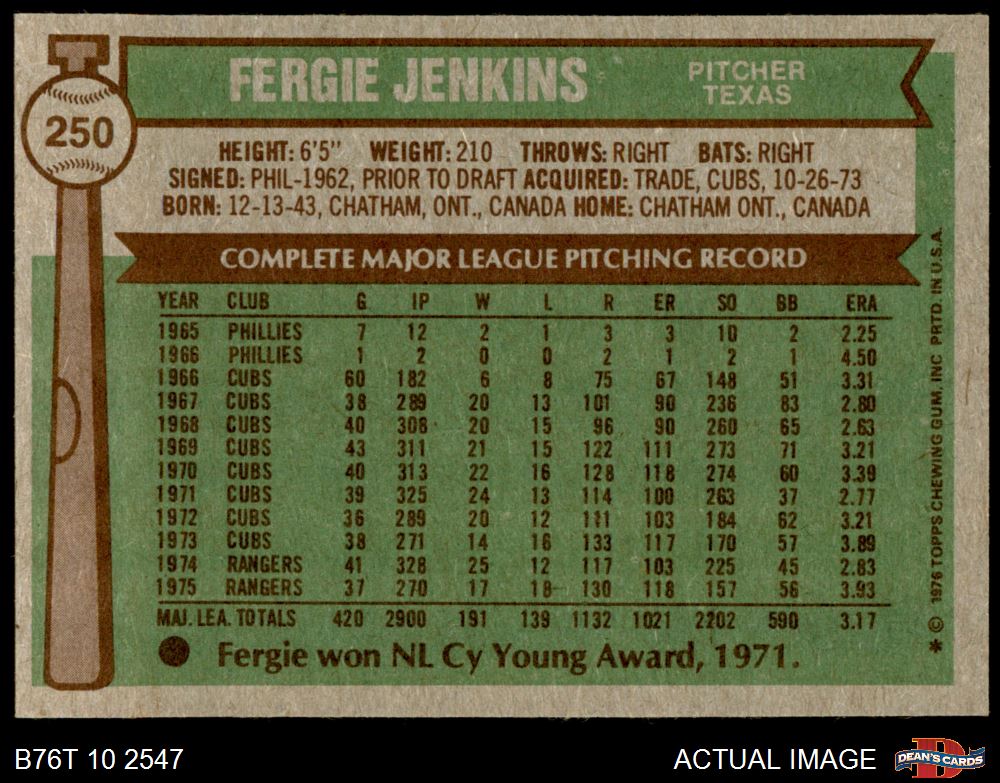 FERGIE JENKINS
PITCHER
TEXAS
250
HEIGHT: 6'5" WEIGHT: 210 THROWS: RIGHT BATS: RIGHT
SIGNED: PHIL-1962, PRIOR TO DRAFT ACQUIRED: TRADE, CUBS, 10-26-73
BORN: 12-13-43, CHATHAM, ONT., CANADA HOME: CHATHAM ONT., CANADA
COMPLETE MAJOR LEAGUE PITCHING RECORD
YEAR CLUB G IP W L R ER SO BB ERA
1965 PHILLIES 7 12 2 1 3 3 10 2 2.25
1966 PHILLIES 1 2 0 0 2 1 2 1 4.50
1966 CUBS 60 182 6 8 75 67 148 51 3.31
1967 CUBS 38 289 20 13 101 90 236 83 2.80
1968 CUBS 40 308 20 15 96 90 260 65 2.63
1969 CUBS 43 311 21 15 122 111 273 71 3.21
1970 CUBS 40 313 22 16 128 118 274 60 3.39
1971 CUBS 39 325 24 13 114 100 263 37 2.77
1972 CUBS 36 289 20 12 111 103 184 62 3.21
1973 CUBS 38 271 14 16 133 117 170 57 3.89
1974 RANGERS 41 328 25 12 117 103 225 45 2.83
1975 RANGERS 37 270 17 18 130 118 157 56 3.93
MAJ. LEA. TOTALS 420 2900 191 139 1132 1021 2202 590 3.17
Fergie won NL Cy Young Award, 1971.
* © 1976 TOPPS CHEWING GUM, INC PRTD. IN U.S.A.
B76T 10 2547
ACTUAL IMAGE
D
DEAN'S CARDS